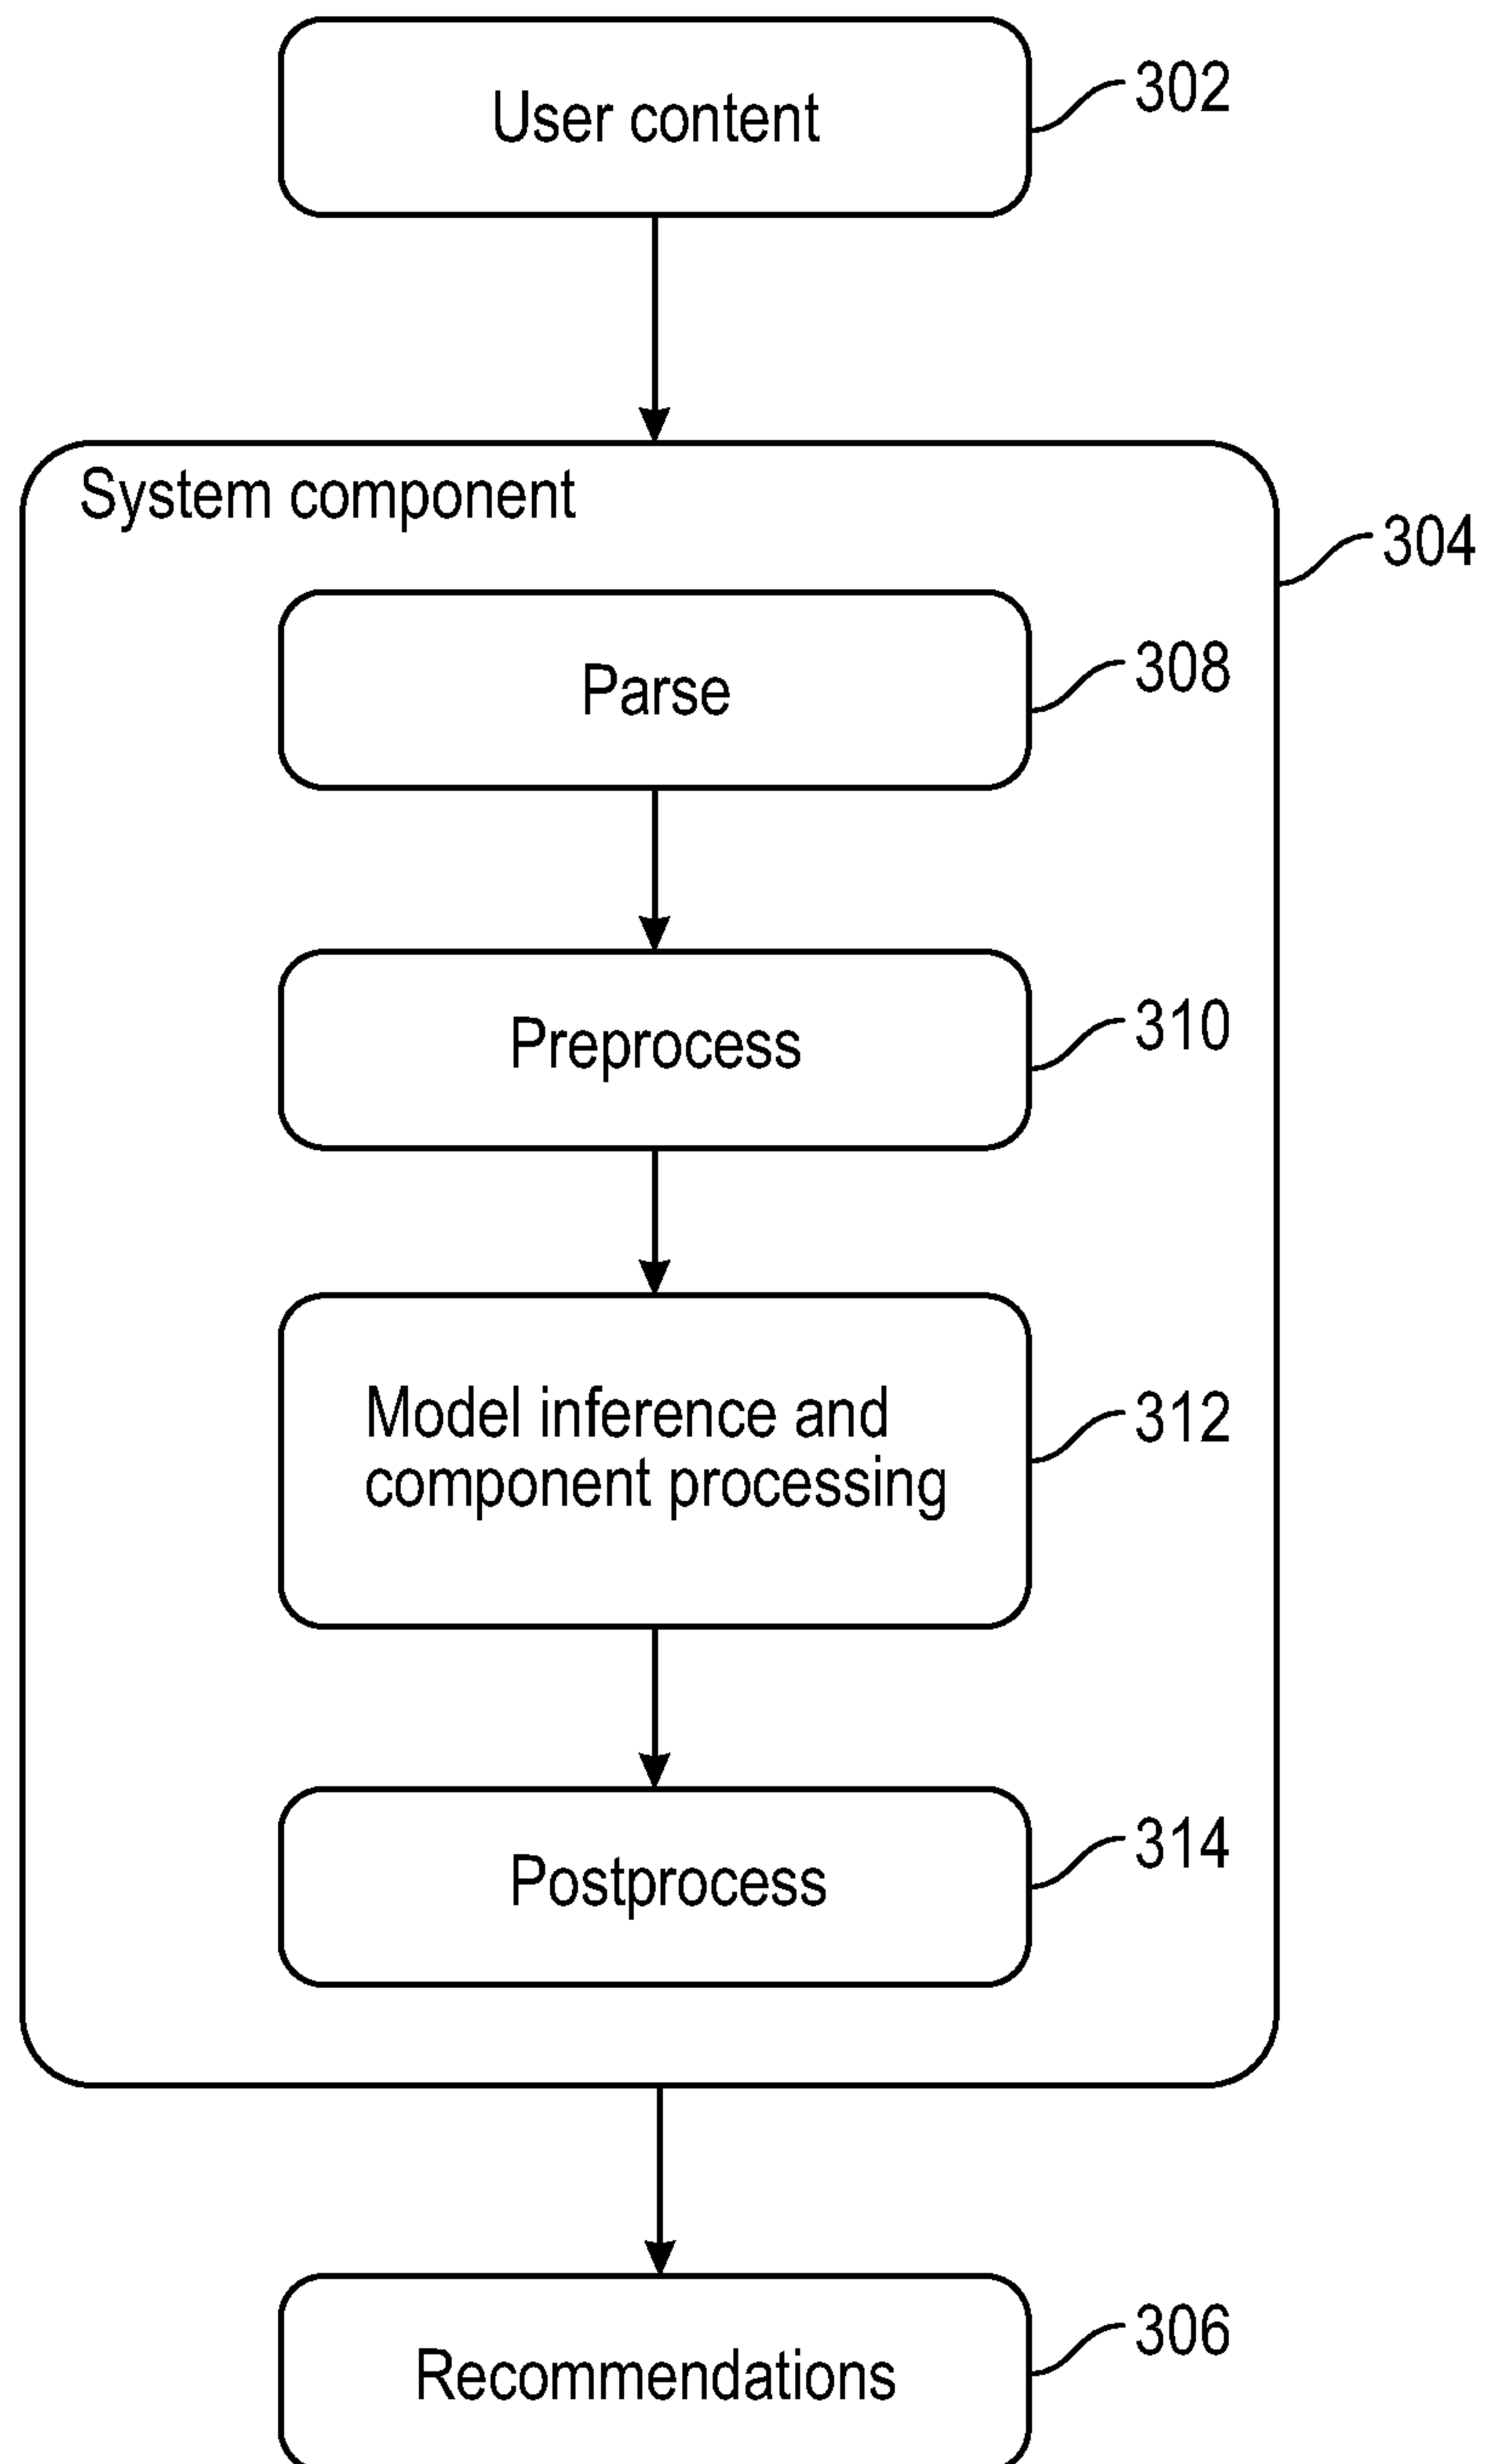 User content
302
System component
304
Parse
308
Preprocess
310
Model inference and
component processing
312
Postprocess
314
Recommendations
306